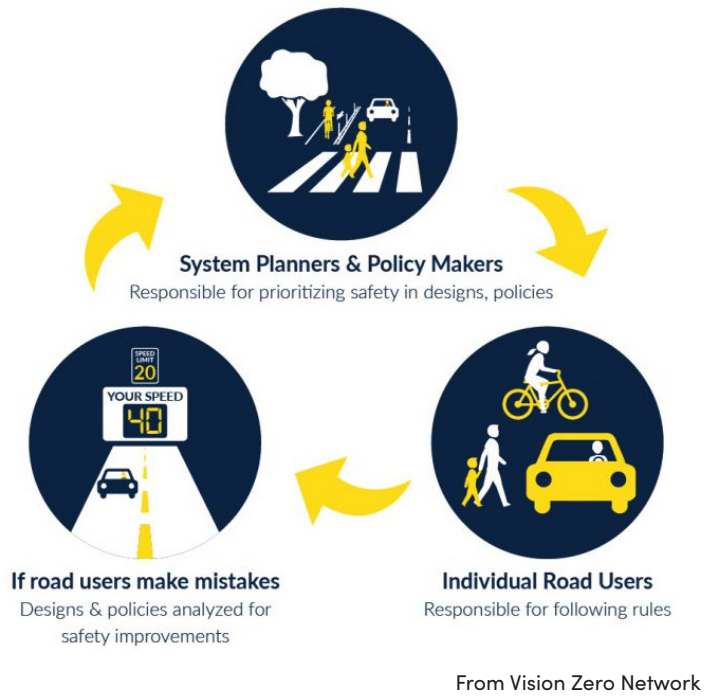 System Planners & Policy Makers
Responsible for prioritizing safety in designs, policies
SPEED
LIMIT
20
YOUR SPEED
40
If road users make mistakes
Designs & policies analyzed for
safety improvements
Individual Road Users
Responsible for following rules
From Vision Zero Network